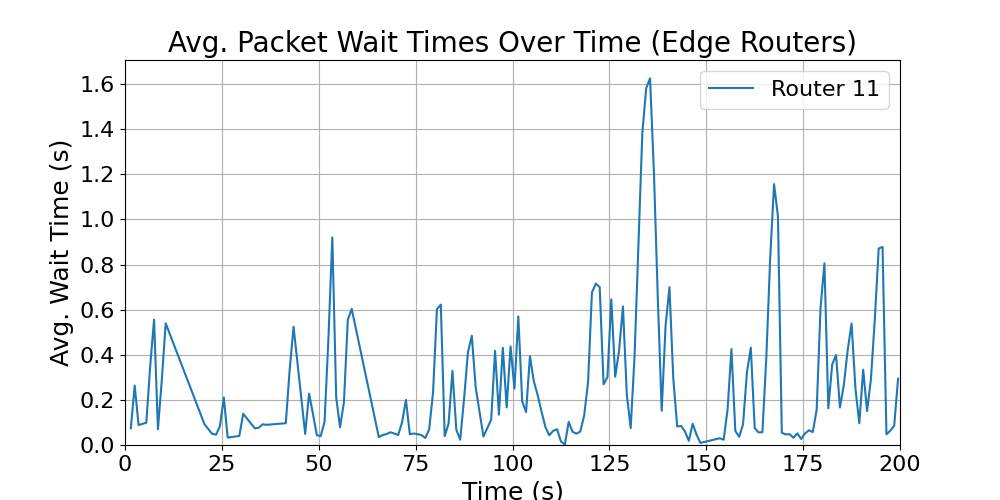 Avg. Packet Wait Times Over Time (Edge Routers)
Avg. Wait Time (s)
1.6
1.4
1.2
1.0
0.8
0.6
0.4
0.2
0.0
Router 11
0 25 50 75 100 125 150 175 200
Time (s)